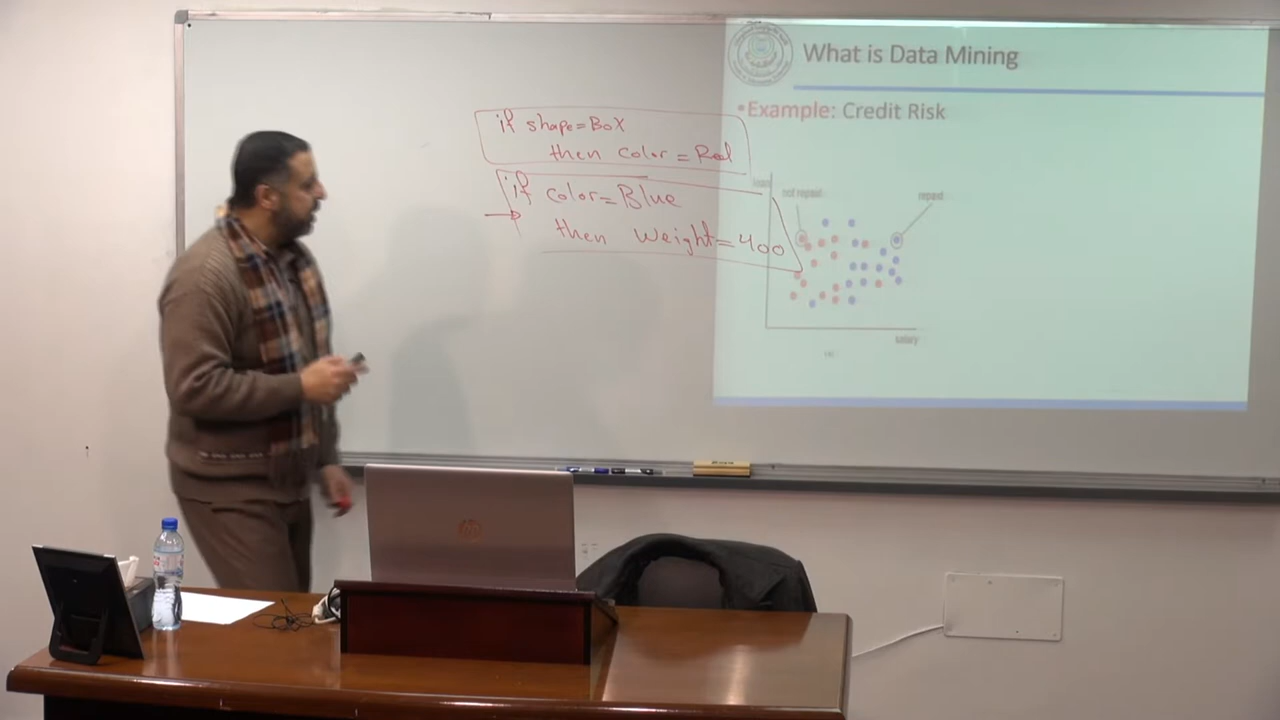 What is Data Mining
•Example: Credit Risk
if shape=Box
then color = Red
if color=Blue
then Weight=400
loan
not repaid
repaid
salary